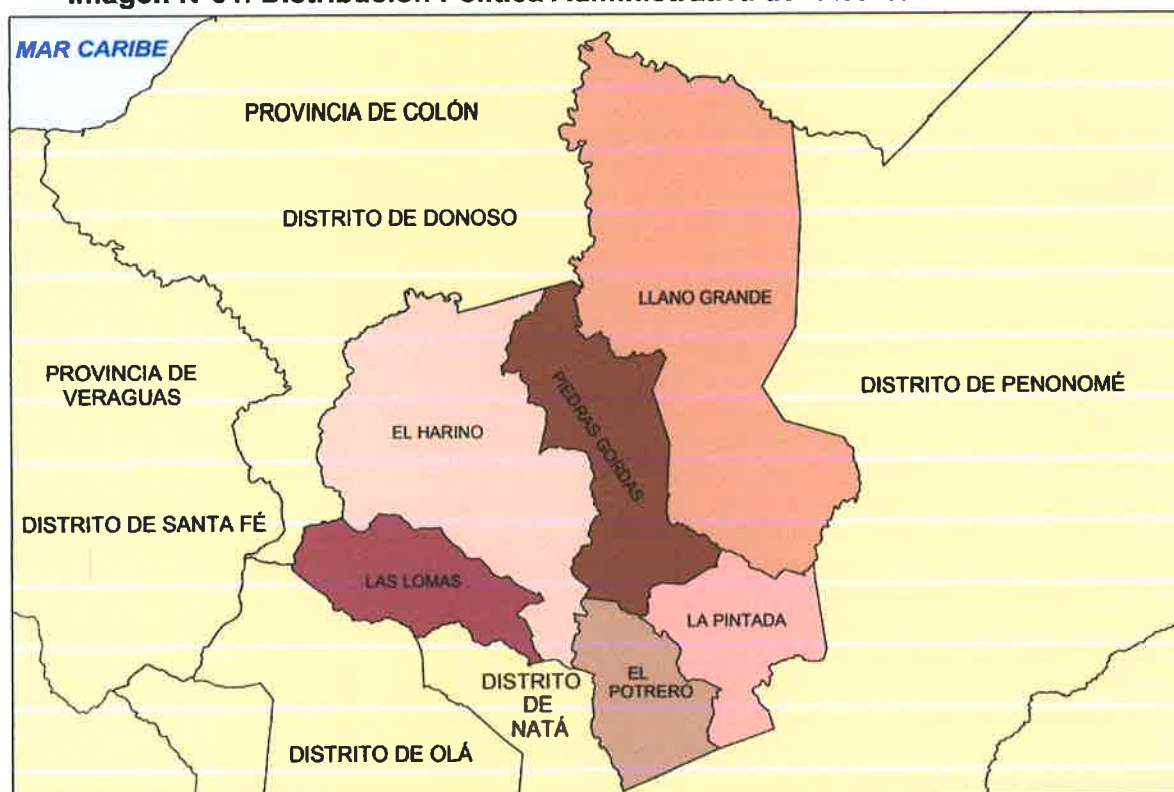 MAR CARIBE
PROVINCIA DE COLÓN
DISTRITO DE DONOSO
LLANO GRANDE
PROVINCIA DE
VERAGUAS
DISTRITO DE PENONOMÉ
PIEDRAS GORDAS
EL HARINO
DISTRITO DE SANTA FÉ
LAS LOMAS
LA PINTADA
EL
POTRERO
DISTRITO
DE
NATÁ
DISTRITO DE OLÁ